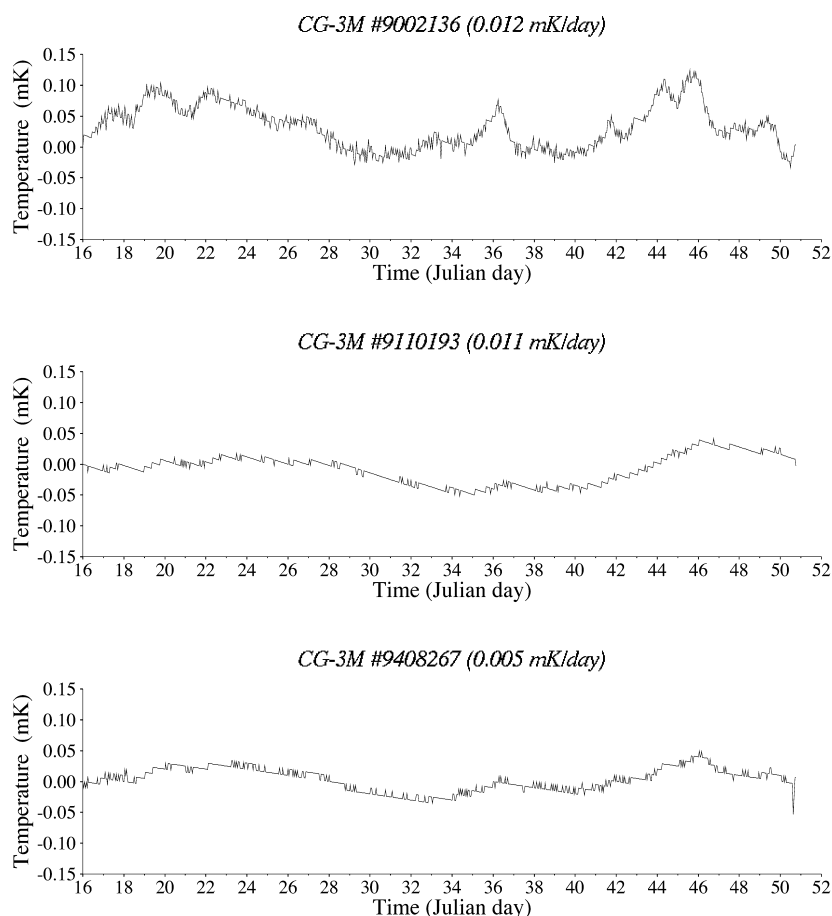 CG-3M #9002136 (0.012 mK/day)
Temperature (mK)
0.15
0.10
0.05
0.00
-0.05
-0.10
-0.15
16 18 20 22 24 26 28 30 32 34 36 38 40 42 44 46 48 50 52
Time (Julian day)
CG-3M #9110193 (0.011 mK/day)
Temperature (mK)
0.15
0.10
0.05
0.00
-0.05
-0.10
-0.15
16 18 20 22 24 26 28 30 32 34 36 38 40 42 44 46 48 50 52
Time (Julian day)
CG-3M #9408267 (0.005 mK/day)
Temperature (mK)
0.15
0.10
0.05
0.00
-0.05
-0.10
-0.15
16 18 20 22 24 26 28 30 32 34 36 38 40 42 44 46 48 50 52
Time (Julian day)